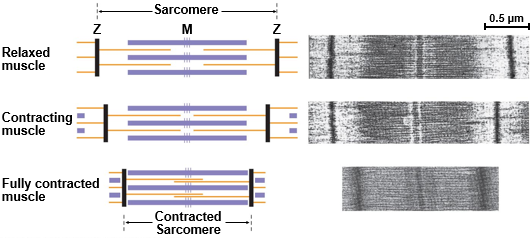 Sarcomere
0.5 µm
Z M Z
Relaxed
muscle
Contracting
muscle
Fully contracted
muscle
Contracted
Sarcomere